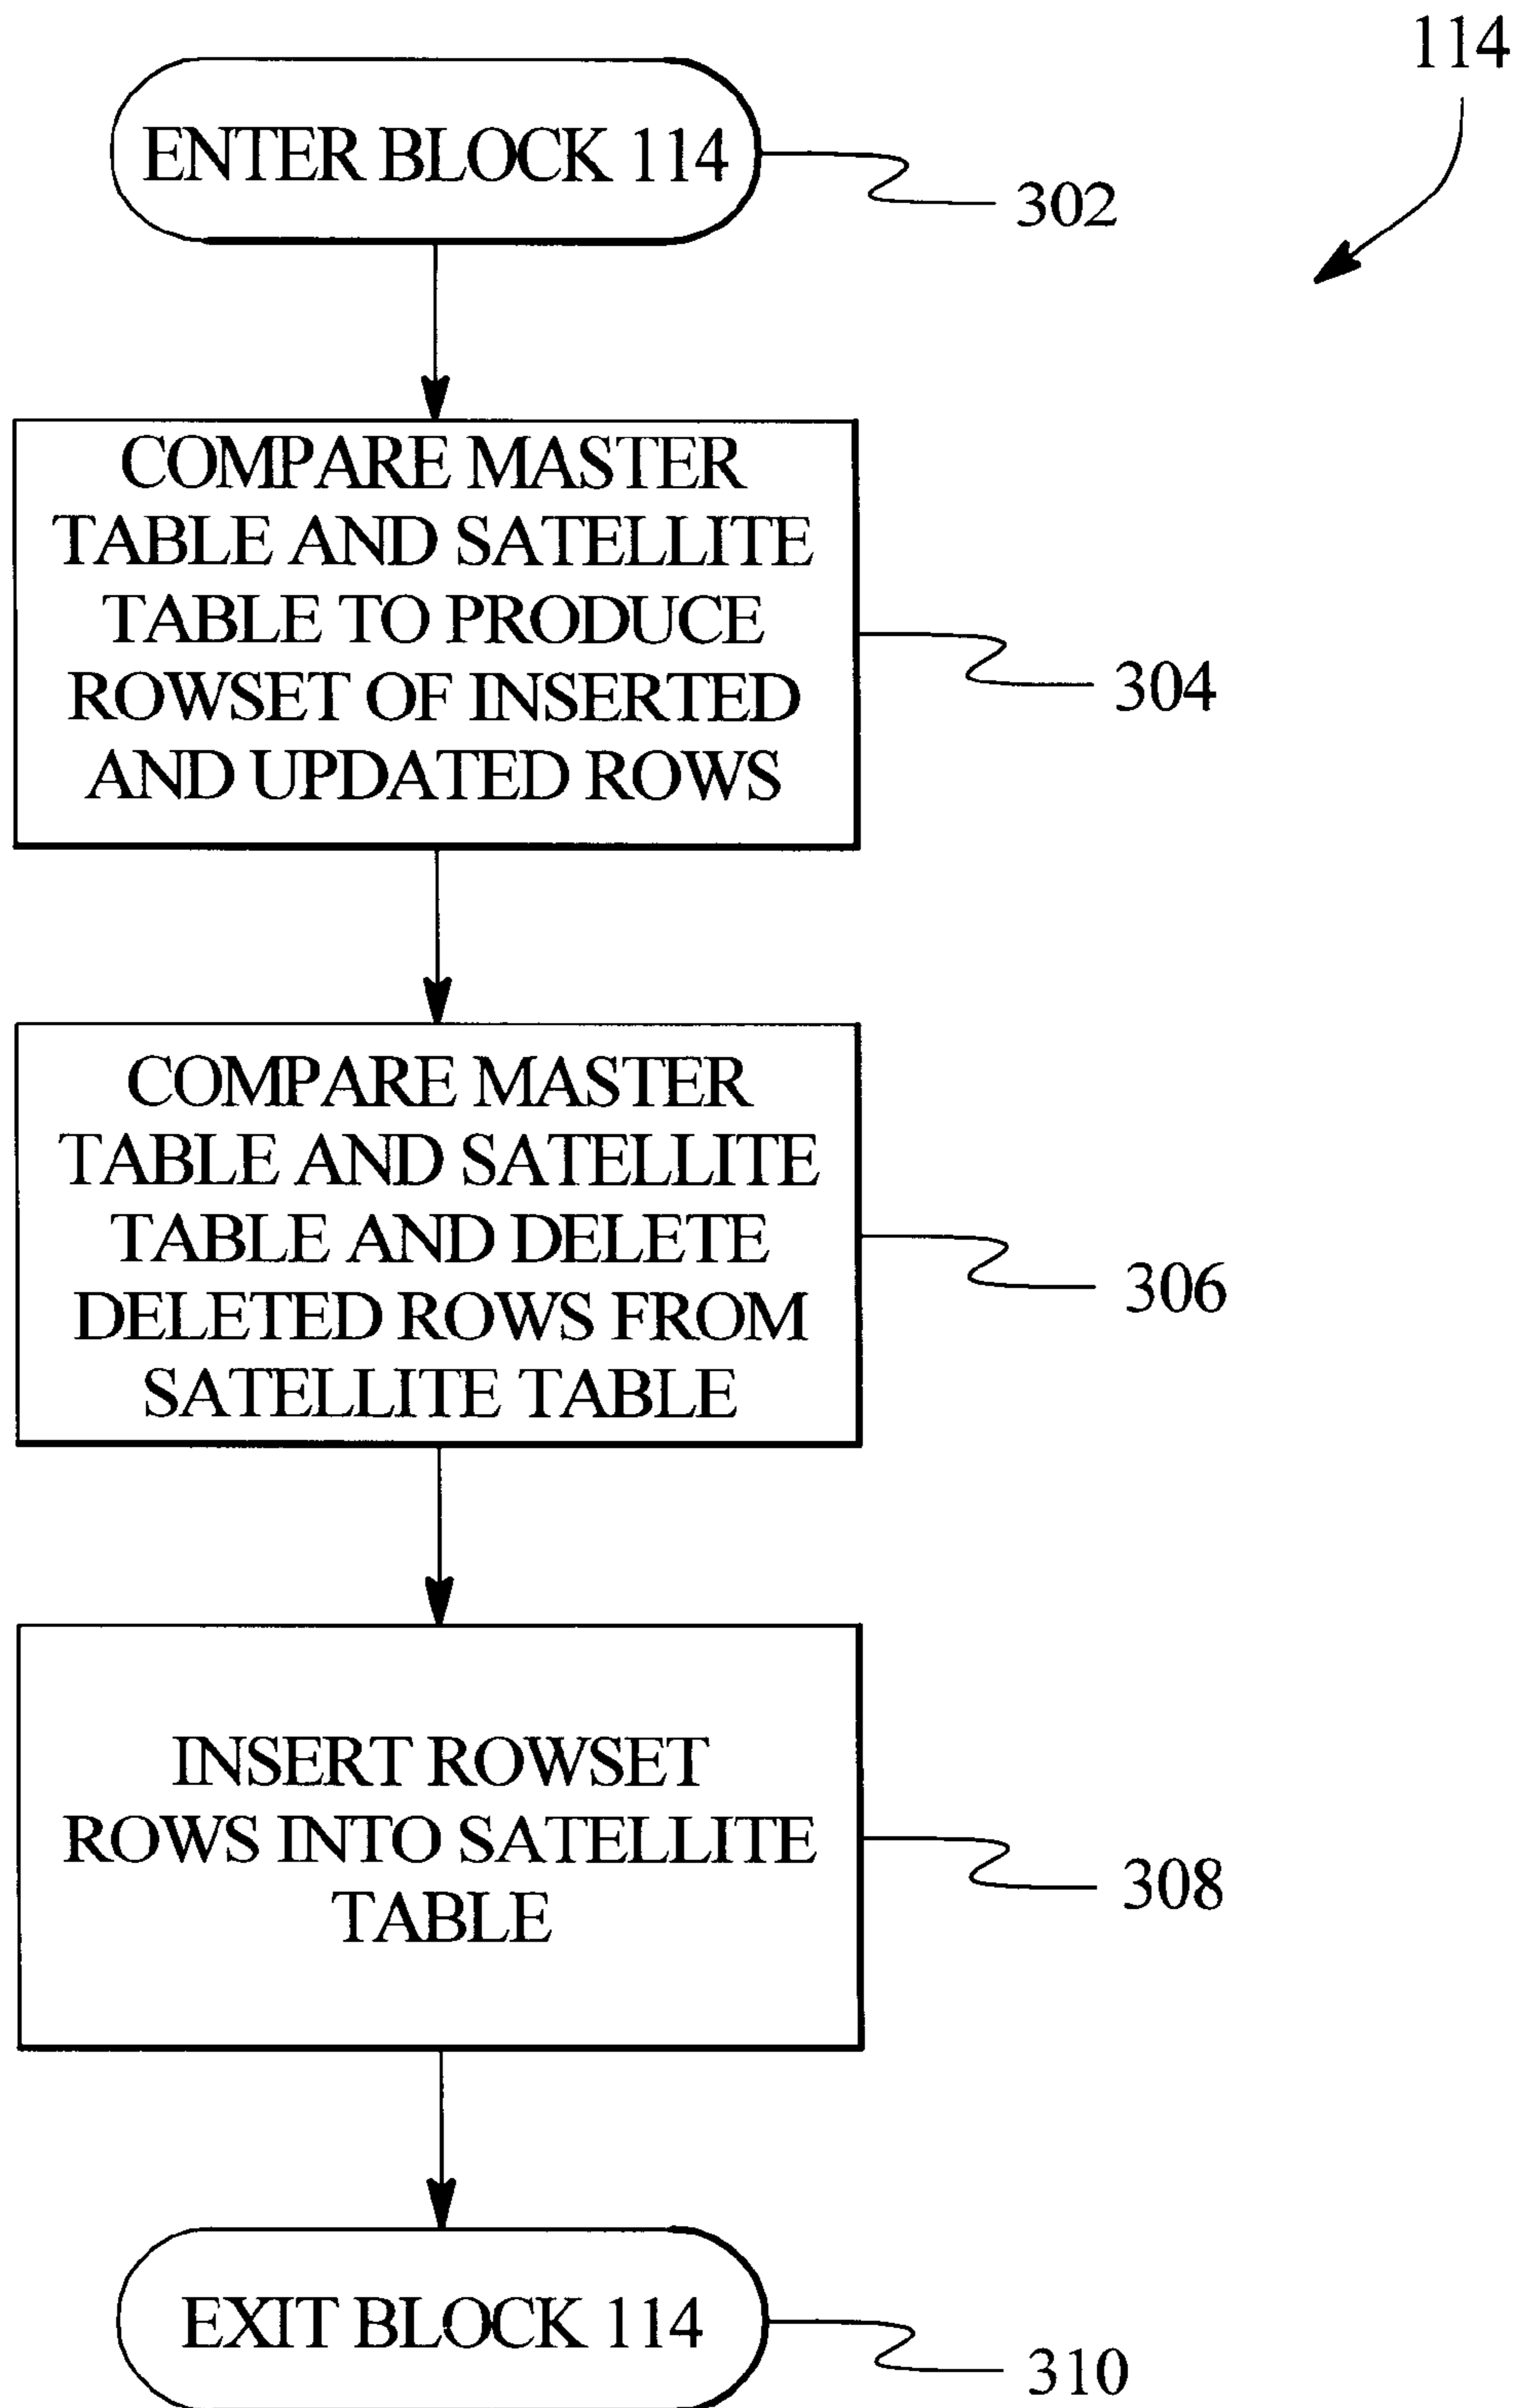 114
ENTER BLOCK 114
302
COMPARE MASTER
TABLE AND SATELLITE
TABLE TO PRODUCE
ROWSET OF INSERTED
AND UPDATED ROWS
304
COMPARE MASTER
TABLE AND SATELLITE
TABLE AND DELETE
DELETED ROWS FROM
SATELLITE TABLE
306
INSERT ROWSET
ROWS INTO SATELLITE
TABLE
308
EXIT BLOCK 114
310